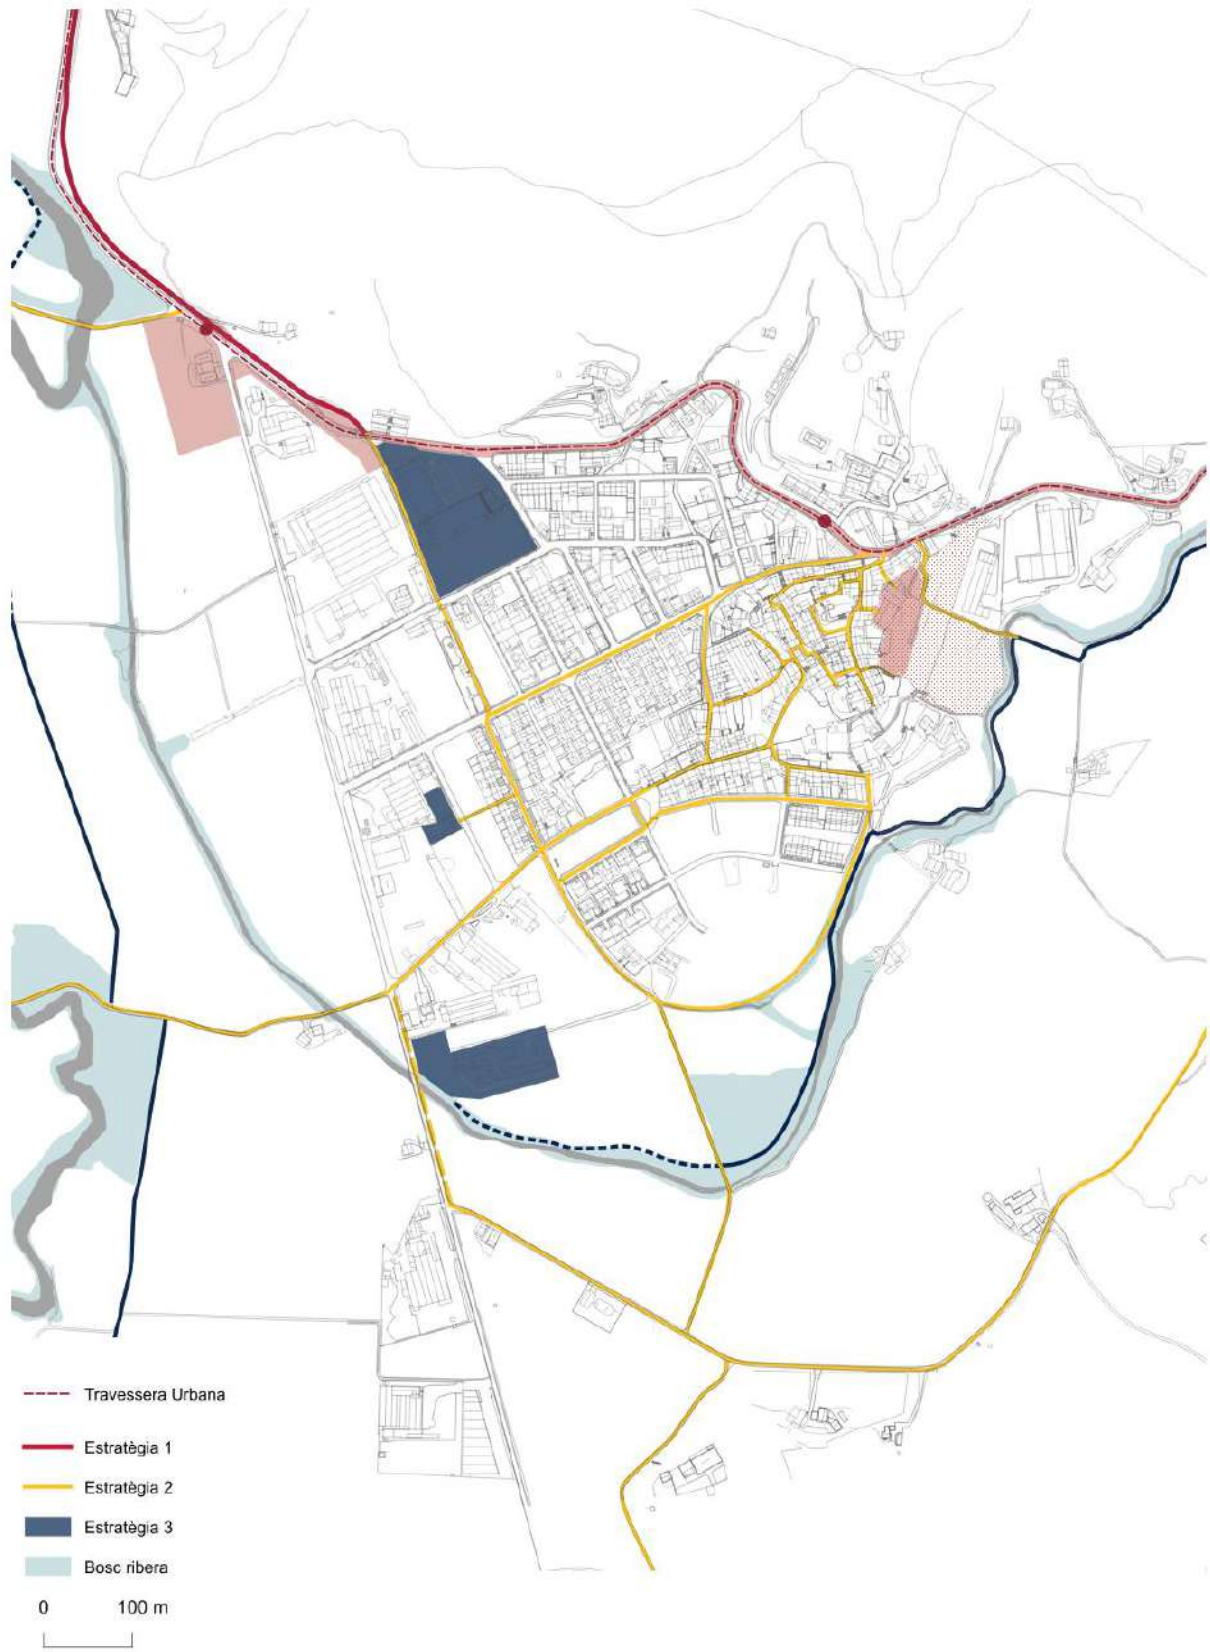 Travessera Urbana
Estratègia 1
Estratègia 2
Estratègia 3
Bosc ribera
0 100 m